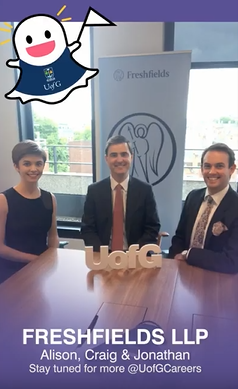 UofG
Freshfields
UofG
FRESHFIELDS LLP
Alison, Craig & Jonathan
Stay tuned for more @UofGCareers